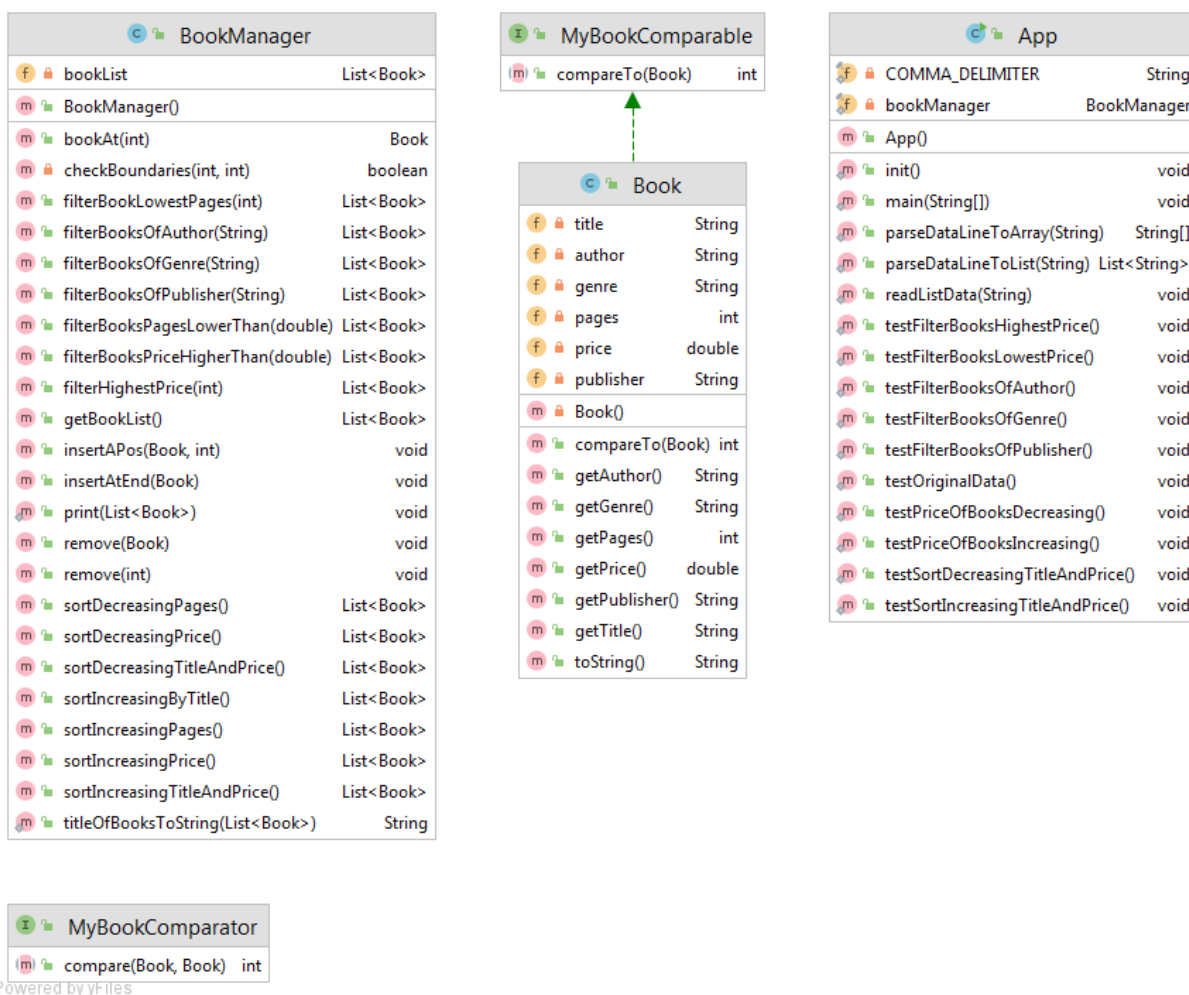 BookManager
bookList List<Book>
BookManager()
bookAt(int) Book
checkBoundaries(int, int) boolean
filterBookLowestPages(int) List<Book>
filterBooksOfAuthor(String) List<Book>
filterBooksOfGenre(String) List<Book>
filterBooksOfPublisher(String) List<Book>
filterBooksPagesLowerThan(double) List<Book>
filterBooksPriceHigherThan(double) List<Book>
filterHighestPrice(int) List<Book>
getBookList() List<Book>
insertAPos(Book, int) void
insertAtEnd(Book) void
print(List<Book>) void
remove(Book) void
remove(int) void
sortDecreasingPages() List<Book>
sortDecreasingPrice() List<Book>
sortDecreasingTitleAndPrice() List<Book>
sortIncreasingByTitle() List<Book>
sortIncreasingPages() List<Book>
sortIncreasingPrice() List<Book>
sortIncreasingTitleAndPrice() List<Book>
titleOfBooksToString(List<Book>) String
MyBookComparable
compareTo(Book) int
Book
title String
author String
genre String
pages int
price double
publisher String
Book()
compareTo(Book) int
getAuthor() String
getGenre() String
getPages() int
getPrice() double
getPublisher() String
getTitle() String
toString() String
App
COMMA_DELIMITER String
bookManager BookManager
App()
init() void
main(String[]) void
parseDataLineToArray(String) String[]
parseDataLineToList(String) List<String>
readListData(String) void
testFilterBooksHighestPrice() void
testFilterBooksLowestPrice() void
testFilterBooksOfAuthor() void
testFilterBooksOfGenre() void
testFilterBooksOfPublisher() void
testOriginalData() void
testPriceOfBooksDecreasing() void
testPriceOfBooksIncreasing() void
testSortDecreasingTitleAndPrice() void
testSortIncreasingTitleAndPrice() void
MyBookComparator
compare(Book, Book) int
Powered by yFiles